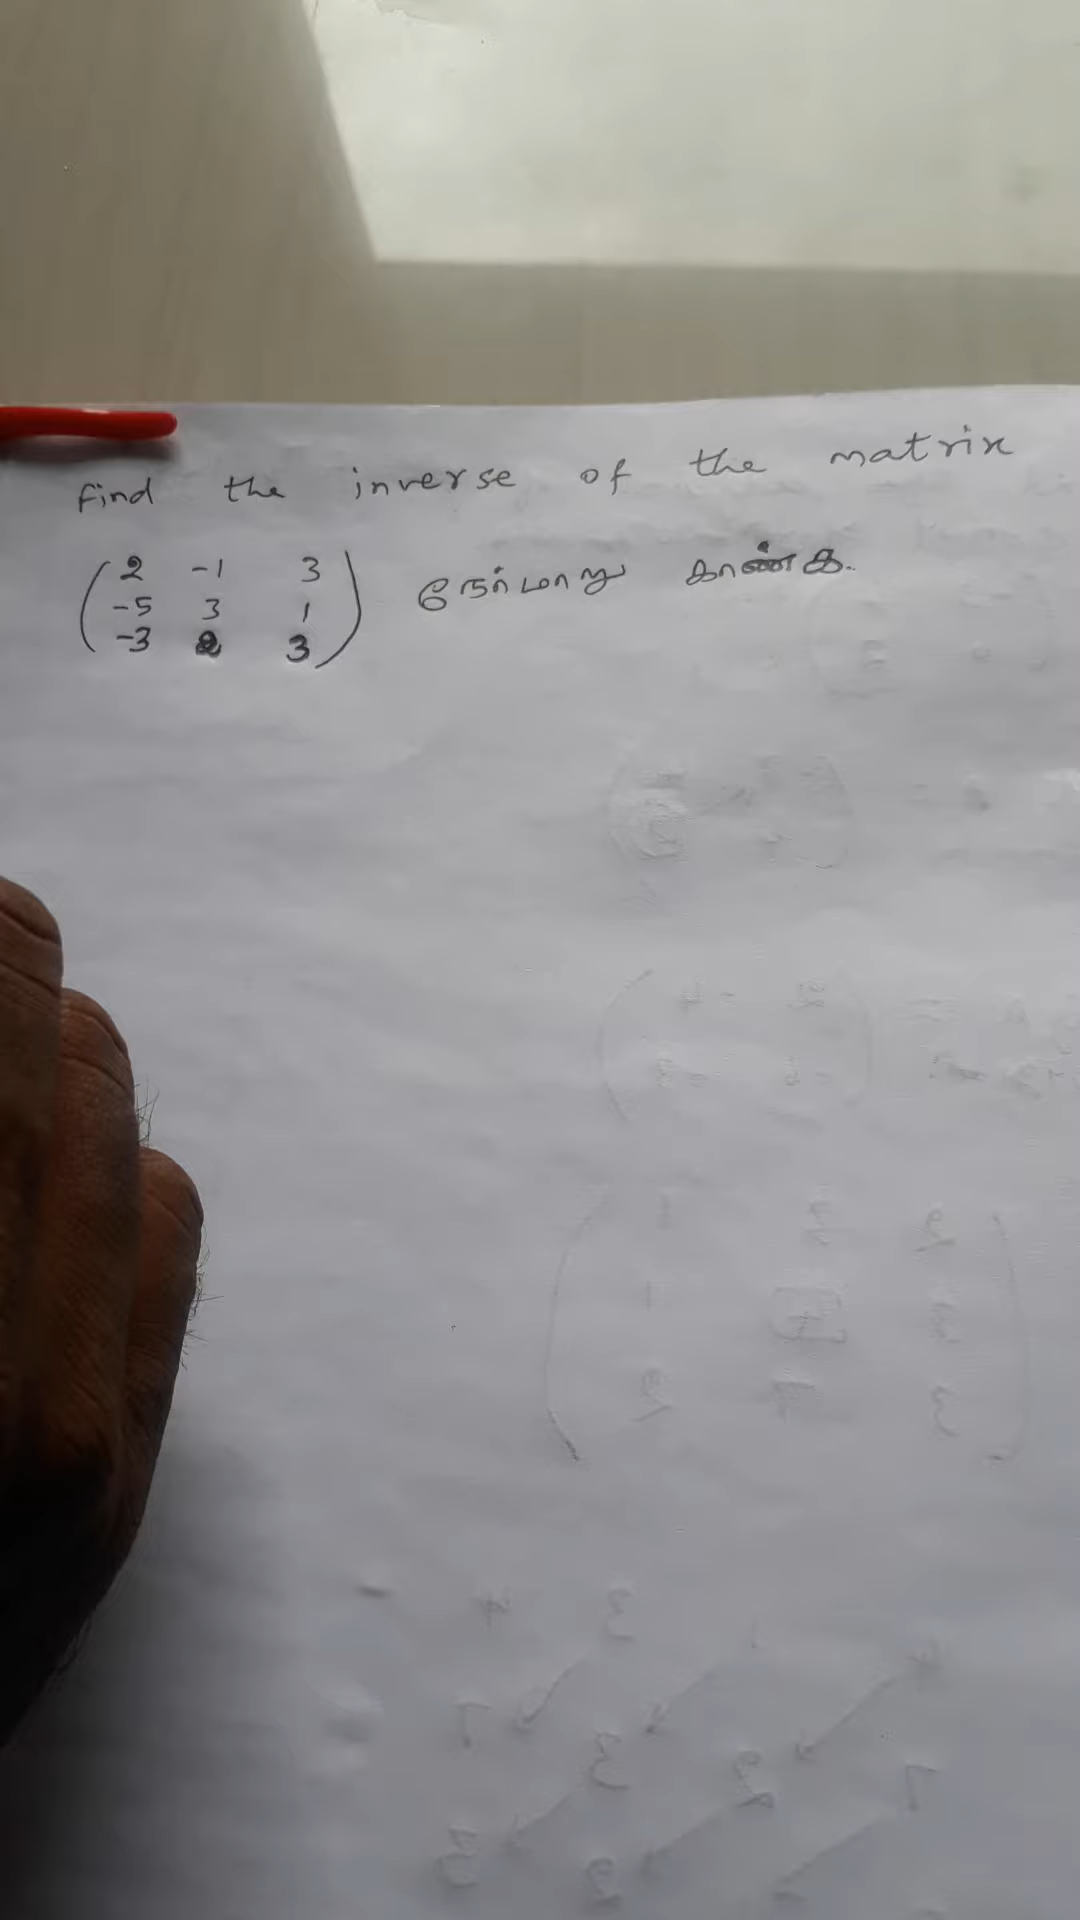 Find the inverse of the matrix
2 -1 3 நேர்மாறு காண்க.
-5 3 1
-3 2 3